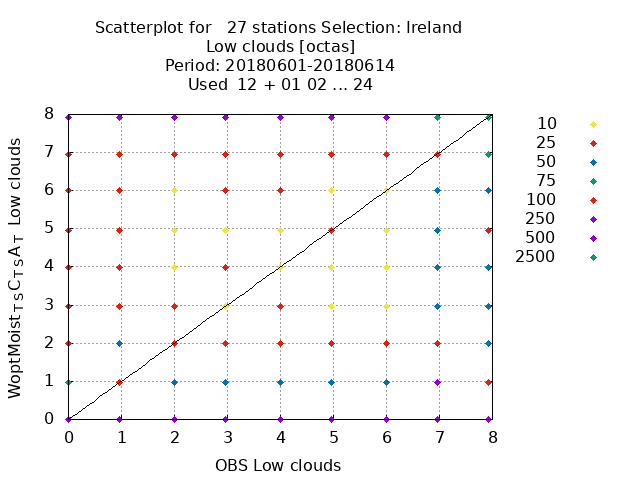 Scatterplot for   27 stations Selection: Ireland
Low clouds [octas]
Period: 20180601-20180614
Used  12 + 01 02 ... 24
8
7
6
5
4
3
2
1
0
0 1 2 3 4 5 6 7 8
WoptMoist T S C T S A T  Low clouds
OBS Low clouds
10
25
50
75
100
250
500
2500